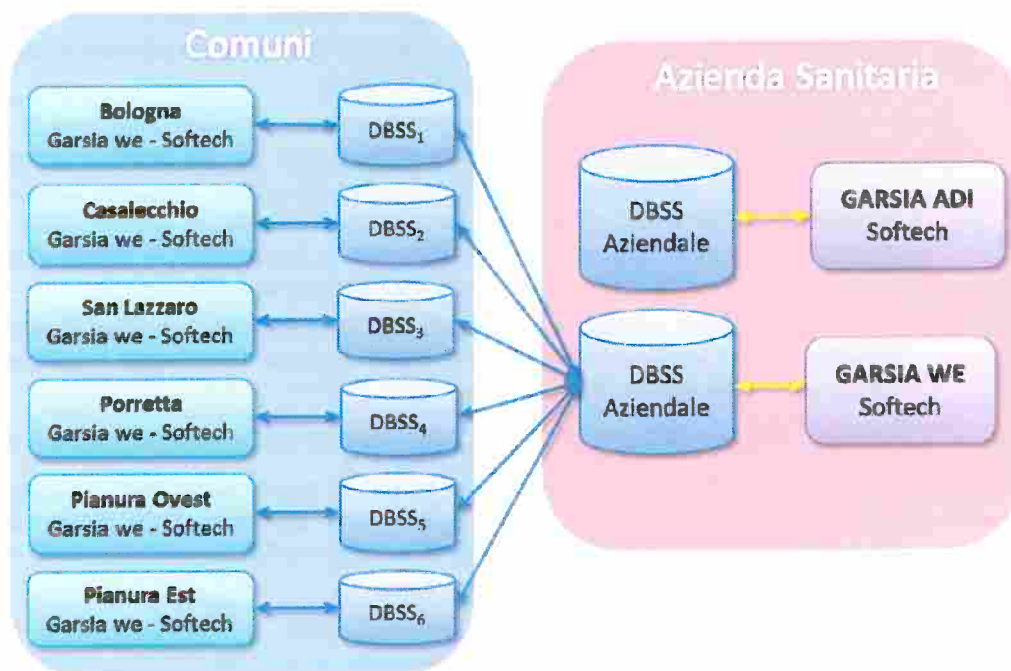 Comuni
Bologna
Garsia we - Softech
DBSS1
Casalecchio
Garsia we - Softech
DBSS2
San Lazzaro
Garsia we - Softech
DBSS3
Porretta
Garsia we - Softech
DBSS4
Pianura Ovest
Garsia we - Softech
DBSS5
Pianura Est
Garsia we - Softech
DBSS6
Azienda Sanitaria
DBSS
Aziendale
GARSIA ADI
Softech
DBSS
Aziendale
GARSIA WE
Softech